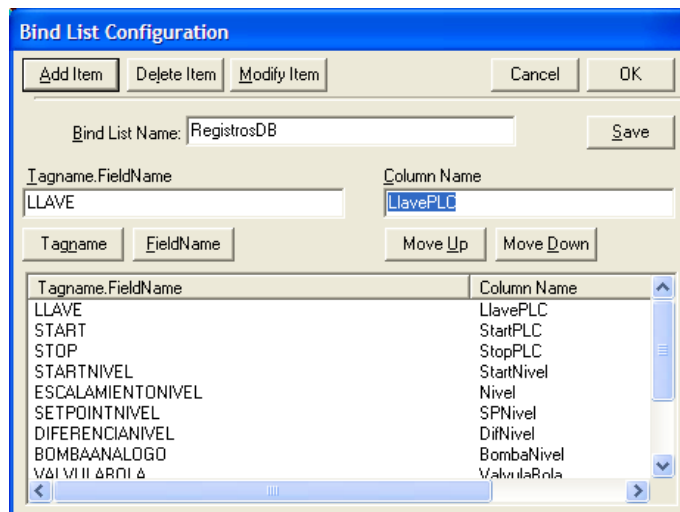 Bind List Configuration
Add Item Delete Item Modify Item Cancel OK
Bind List Name: RegistrosDB Save
Tagname.FieldName Column Name
LLAVE LlavePLC
Tagname FieldName Move Up Move Down
Tagname.FieldName Column Name
LLAVE LlavePLC
START StartPLC
STOP StopPLC
STARTNIVEL StartNivel
ESCALAMIENTONIVEL Nivel
SETPOINTNIVEL SPNivel
DIFERENCIANIVEL DifNivel
BOMBAANALOGO BombaNivel
VALVULABOLA ValvulaBola